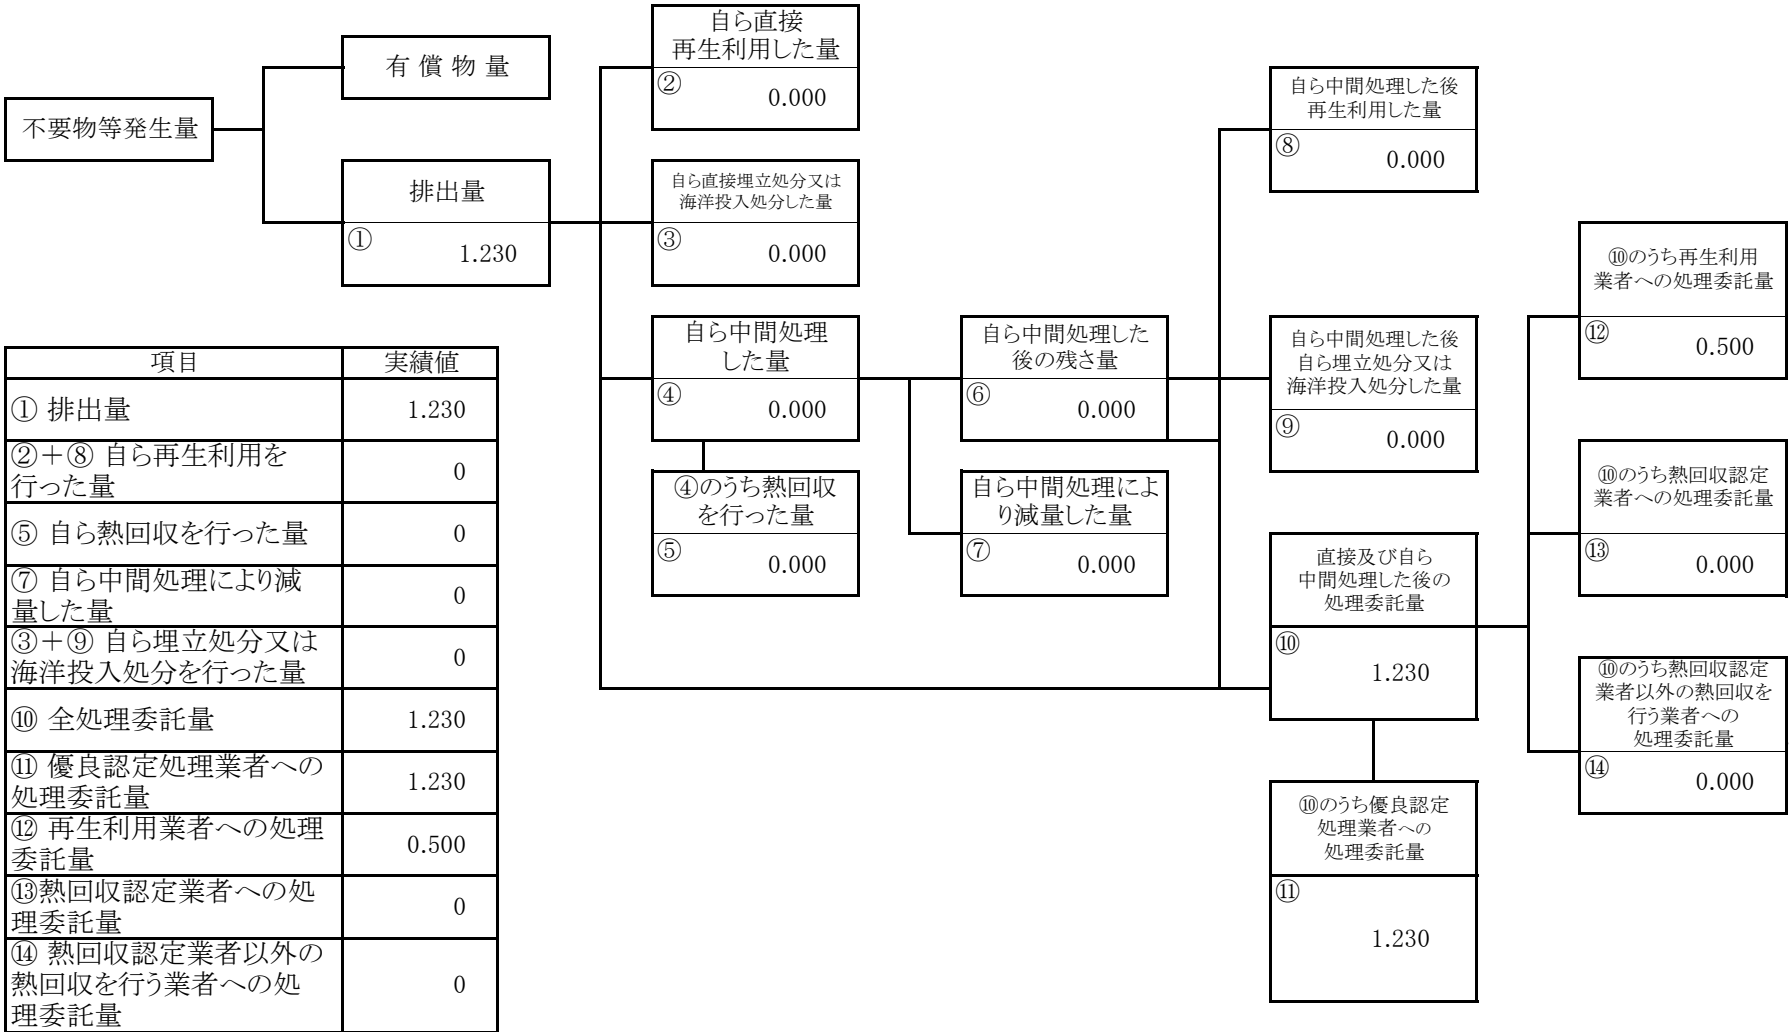 不要物等発生量
有償物量
排出量
① 1.230
自ら直接
再生利用した量
② 0.000
自ら直接埋立処分又は
海洋投入処分した量
③ 0.000
自ら中間処理
した量
④ 0.000
④のうち熱回収
を行った量
⑤ 0.000
自ら中間処理した
後の残さ量
⑥ 0.000
自ら中間処理によ
り減量した量
⑦ 0.000
自ら中間処理した後
再生利用した量
⑧ 0.000
自ら中間処理した後
自ら埋立処分又は
海洋投入処分した量
⑨ 0.000
直接及び自ら
中間処理した後の
処理委託量
⑩ 1.230
⑩のうち優良認定
処理業者への
処理委託量
⑪ 1.230
⑩のうち再生利用
業者への処理委託量
⑫ 0.500
⑩のうち熱回収認定
業者への処理委託量
⑬ 0.000
⑩のうち熱回収認定
業者以外の熱回収を
行う業者への
処理委託量
⑭ 0.000
項目 実績値
① 排出量 1.230
②＋⑧ 自ら再生利用を
行った量 0
⑤ 自ら熱回収を行った量 0
⑦ 自ら中間処理により減
量した量 0
③＋⑨ 自ら埋立処分又は
海洋投入処分を行った量 0
⑩ 全処理委託量 1.230
⑪ 優良認定処理業者への
処理委託量 1.230
⑫ 再生利用業者への処理
委託量 0.500
⑬熱回収認定業者への処
理委託量 0
⑭ 熱回収認定業者以外の
熱回収を行う業者への処
理委託量 0